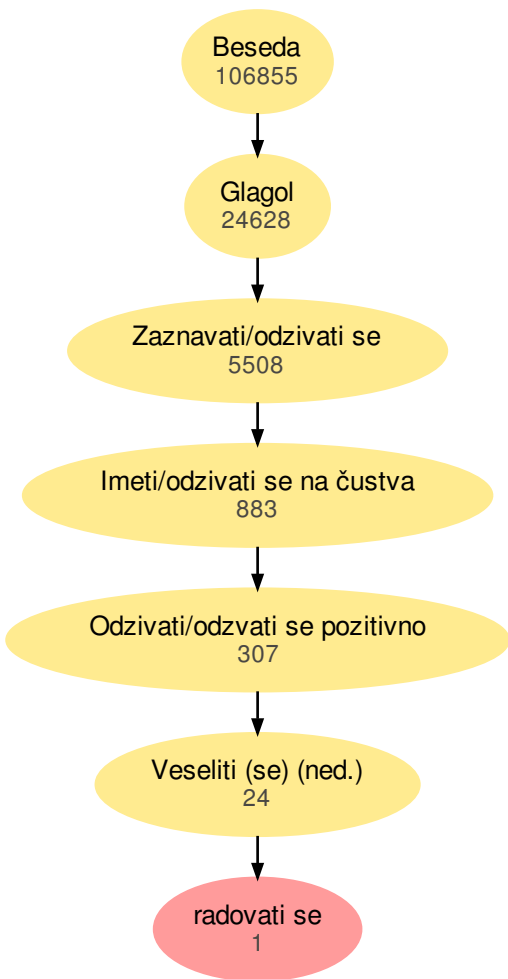 Beseda
106855
Glagol
24628
Zaznavati/odzivati se
5508
Imeti/odzivati se na čustva
883
Odzivati/odzvati se pozitivno
307
Veseliti (se) (ned.)
24
radovati se
1